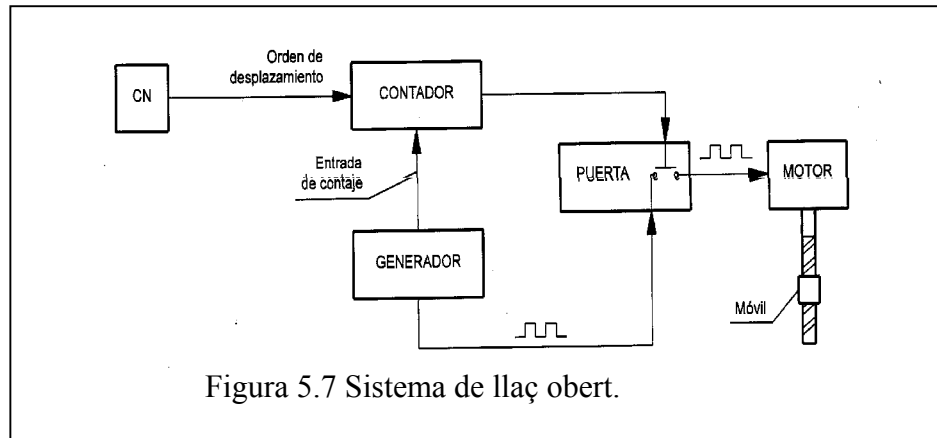 Orden de
desplazamiento
CN
CONTADOR
Entrada
de contaje
PUERTA
MOTOR
GENERADOR
Móvil
Figura 5.7 Sistema de llaç obert.